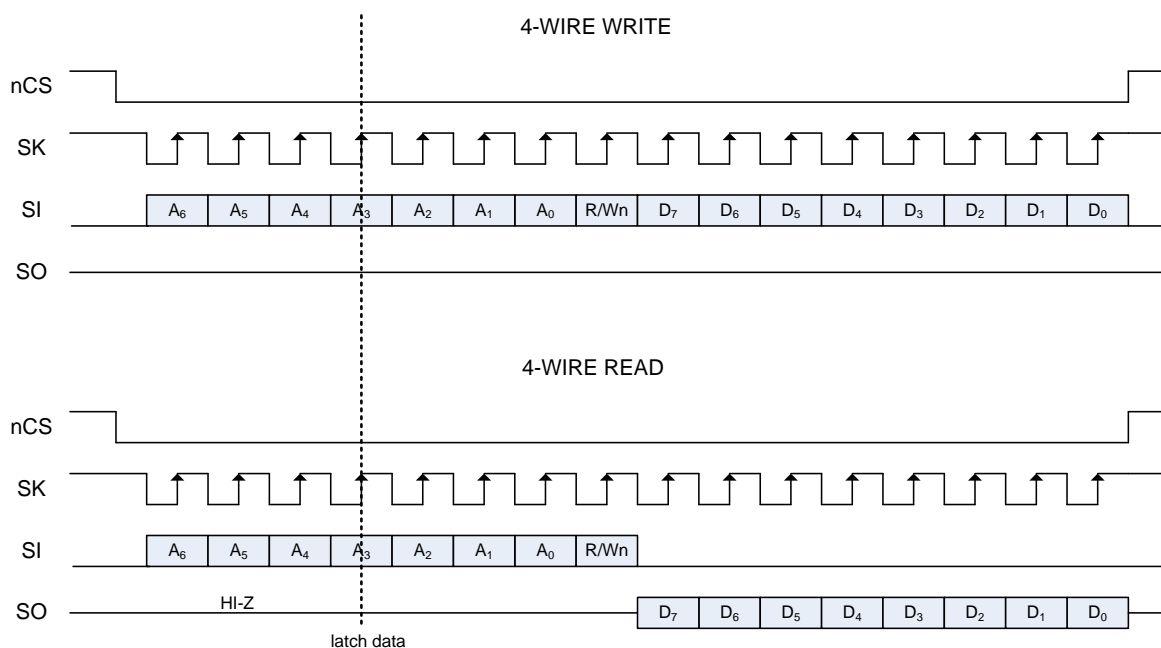 4-WIRE WRITE
nCS
SK
SI A₆ A₅ A₄ A₃ A₂ A₁ A₀ R/Wn D₇ D₆ D₅ D₄ D₃ D₂ D₁ D₀
SO
4-WIRE READ
nCS
SK
SI A₆ A₅ A₄ A₃ A₂ A₁ A₀ R/Wn
SO HI-Z D₇ D₆ D₅ D₄ D₃ D₂ D₁ D₀
latch data